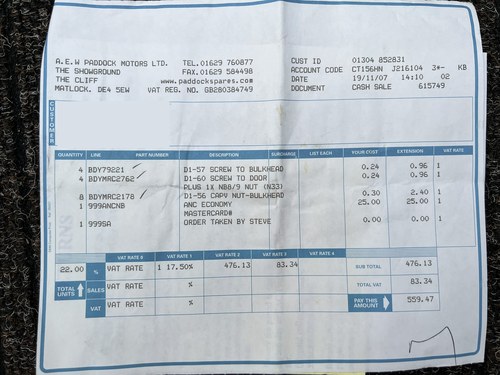 A.E.W PADDOCK MOTORS LTD. TEL.01629 760877 CUST ID 01304 852831
THE SHOWGROUND FAX.01629 584498 ACCOUNT CODE CT156HN J216104 3*- KB
THE CLIFF www.paddockspares.com DATE 19/11/07 14:10 02
MATLOCK. DE4 5EW VAT REG. NO. GB280384749 DOCUMENT CASH SALE 615749
CUSTOMER
QUANTITY LINE PART NUMBER DESCRIPTION SURCHARGE LIST EACH YOUR COST EXTENSION VAT RATE
4 BDY79221 D1-57 SCREW TO BULKHEAD 0.24 0.96 1
4 BDYMRC2762 D1-60 SCREW TO DOOR 0.24 0.96 1
PLUS 1X NB8/9 NUT (N33)
8 BDYMRC2178 D1-56 CAPV NUT-BULKHEAD 0.30 2.40 1
1 999ANCNB ANC ECONOMY 25.00 25.00 1
MASTERCARD#
1 999SA ORDER TAKEN BY STEVE 0.00 0.00 1
VAT RATE 0 VAT RATE 1 VAT RATE 2 VAT RATE 3 VAT RATE 4
22.00 % VAT RATE 1 17.50% 476.13 83.34 SUB TOTAL 476.13
TOTAL UNITS SALES VAT RATE % TOTAL VAT 83.34
VAT VAT RATE % PAY THIS AMOUNT 559.47